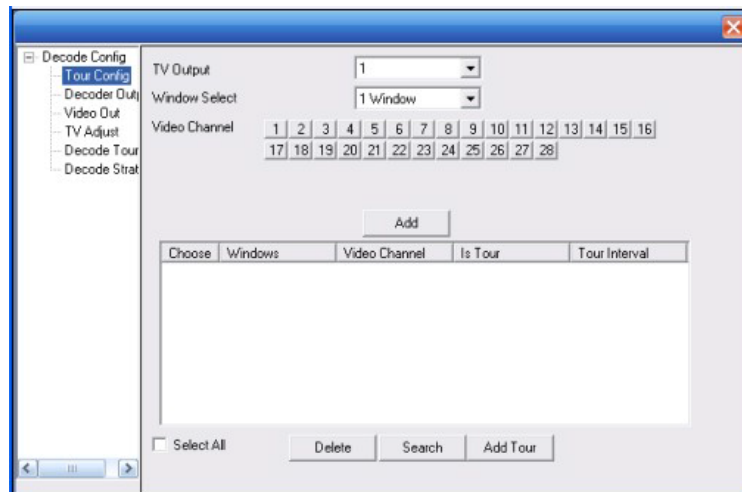 Decode Config
Tour Config
Decoder Outp
Video Out
TV Adjust
Decode Tour
Decode Strat
TV Output
1
Window Select
1 Window
Video Channel
1 2 3 4 5 6 7 8 9 10 11 12 13 14 15 16
17 18 19 20 21 22 23 24 25 26 27 28
Add
Choose Windows Video Channel Is Tour Tour Interval
Select All
Delete Search Add Tour